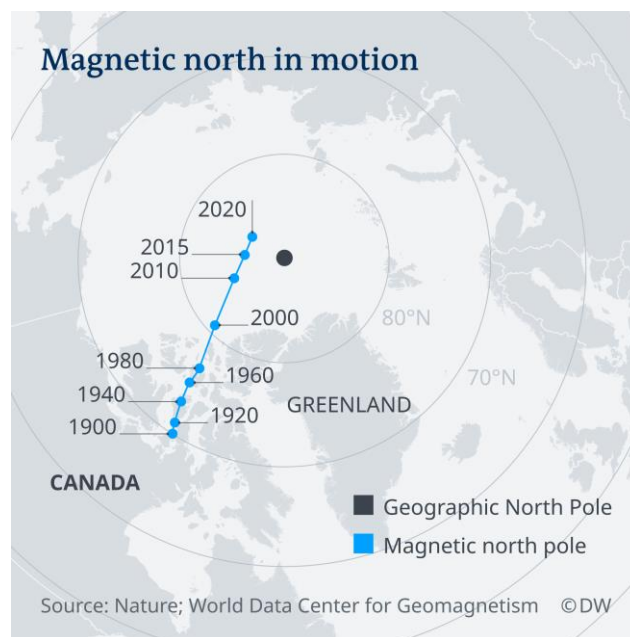 Magnetic north in motion
2020
2015
2010
2000
80°N
1980
1960
70°N
1940
GREENLAND
1920
1900
CANADA
Geographic North Pole
Magnetic north pole
Source: Nature; World Data Center for Geomagnetism ©DW